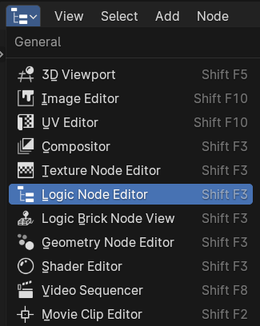 View Select Add Node
General
3D Viewport Shift F5
Image Editor Shift F10
UV Editor Shift F10
Compositor Shift F3
Texture Node Editor Shift F3
Logic Node Editor Shift F3
Logic Brick Node View Shift F3
Geometry Node Editor Shift F3
Shader Editor Shift F3
Video Sequencer Shift F8
Movie Clip Editor Shift F2